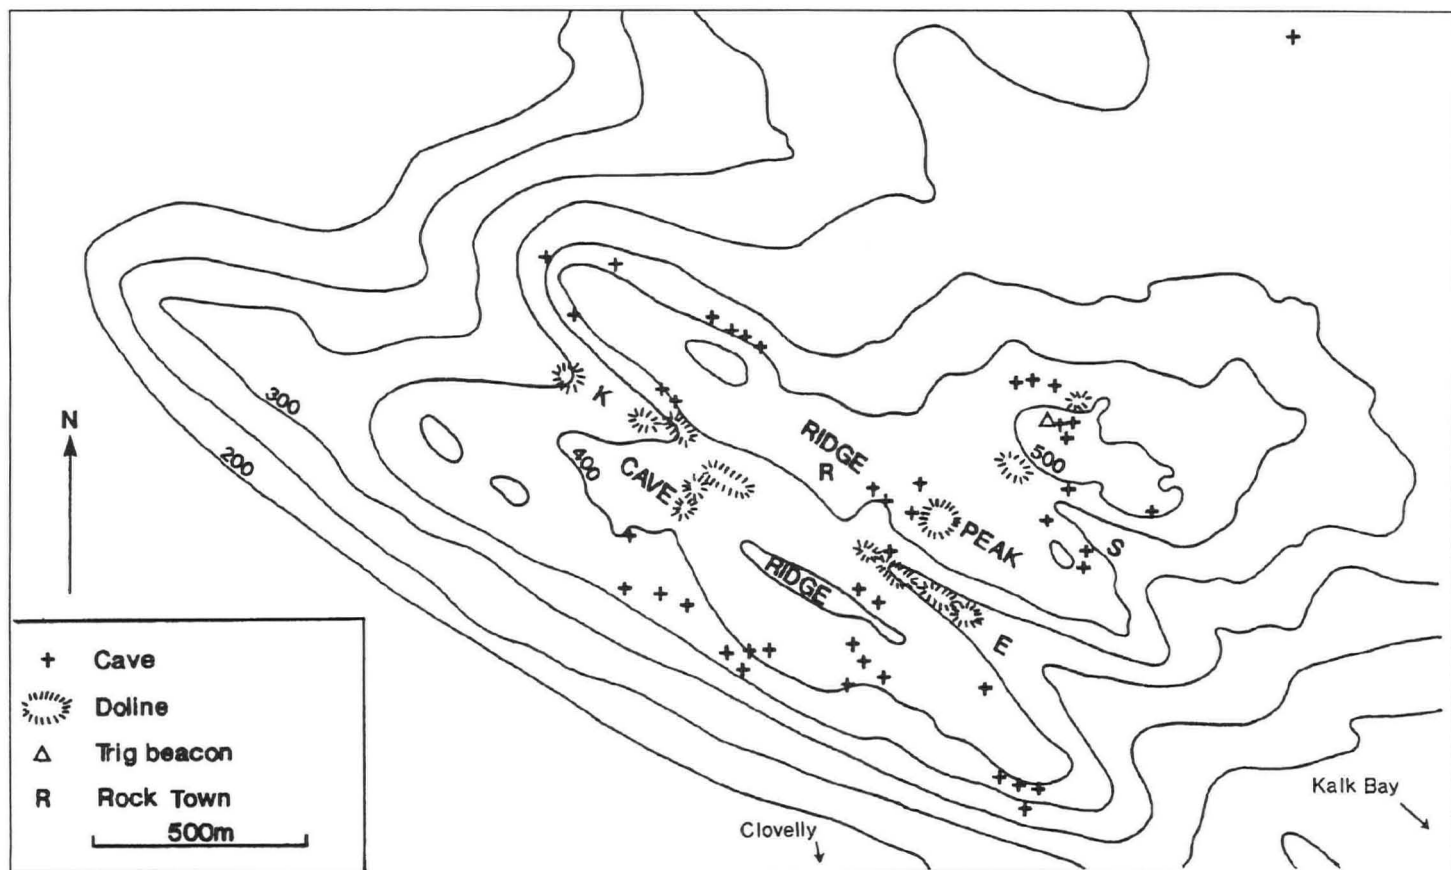 N
300
200
K
400
CAVE
RIDGE
RIDGE
R
PEAK
500
S
E
Cave
Doline
Trig beacon
R Rock Town
500m
Clovelly
Kalk Bay